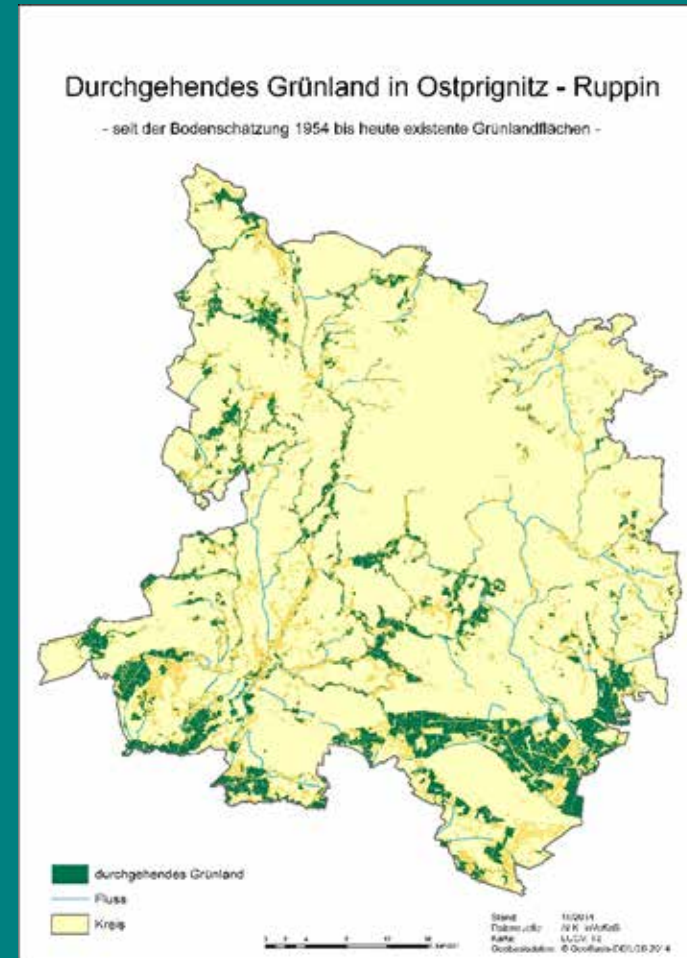 Durchgehendes Grünland in Ostprignitz - Ruppin
- seit der Bodenschätzung 1954 bis heute existente Grünlandflächen -
durchgehendes Grünland
Fluss
Kreis
Stand
Karte